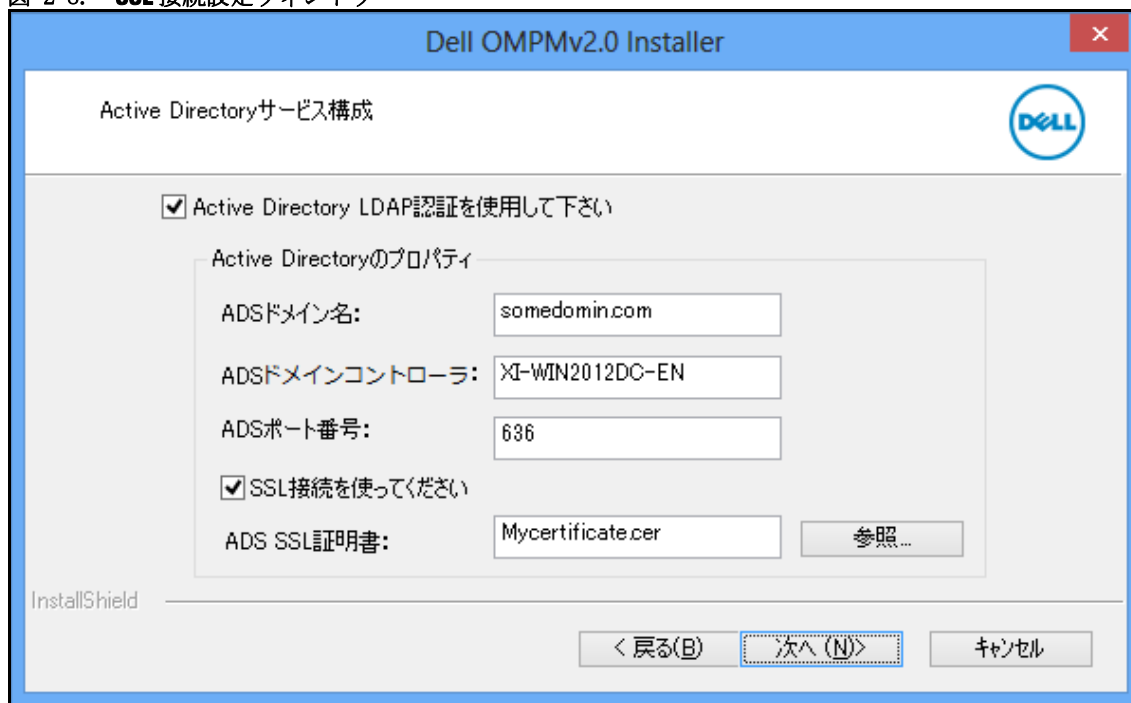 Dell OMPMv2.0 Installer
Active Directoryサービス構成
DELL
Active Directory LDAP認証を使用して下さい
Active Directoryのプロパティ
ADSドメイン名: somedomin.com
ADSドメインコントローラ: XI-WIN2012DC-EN
ADSポート番号: 636
SSL接続を使ってください
ADS SSL証明書: Mycertificate.cer 参照...
InstallShield
< 戻る(B) 次へ (N)> キャンセル